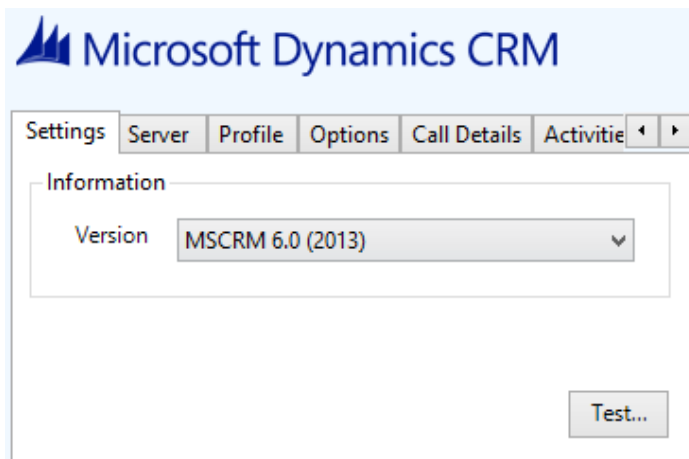 Microsoft Dynamics CRM
Settings Server Profile Options Call Details Activitie
Information
Version MSCRM 6.0 (2013)
Test...